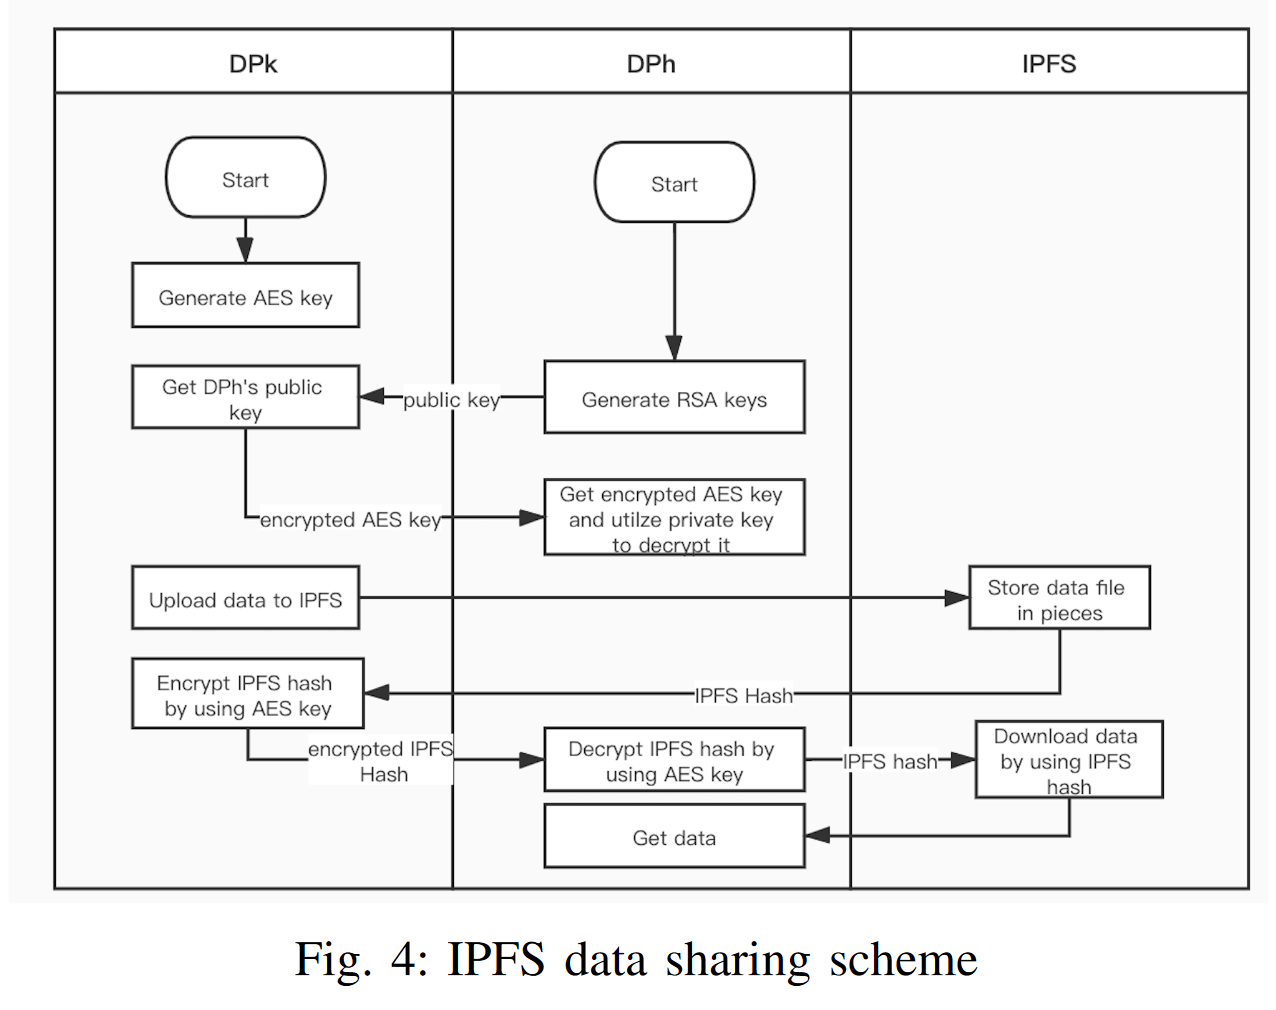 DPk
DPh
IPFS
Start
Start
Generate AES key
Get DPh's public
key
public key
Generate RSA keys
encrypted AES key
Get encrypted AES key
and utilze private key
to decrypt it
Upload data to IPFS
Store data file
in pieces
IPFS Hash
Encrypt IPFS hash
by using AES key
encrypted IPFS
Hash
Decrypt IPFS hash by
using AES key
IPFS hash
Download data
by using IPFS
hash
Get data
Fig. 4: IPFS data sharing scheme